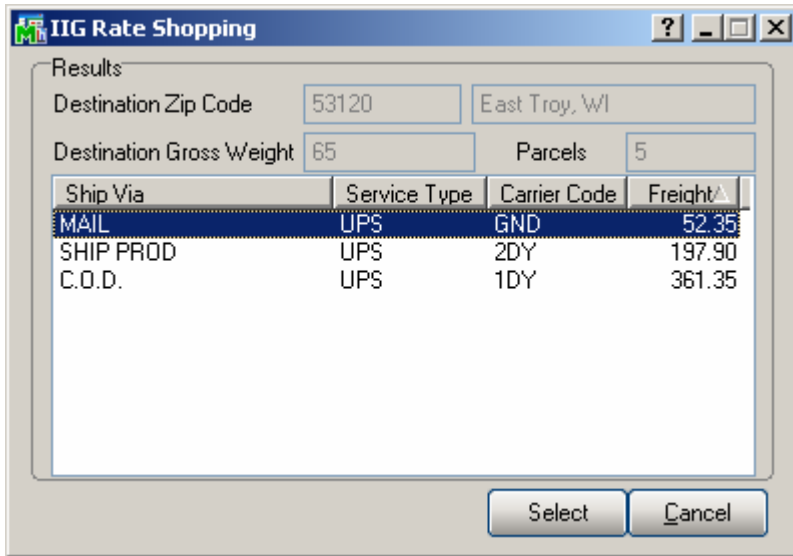 IIG Rate Shopping
Results
Destination Zip Code 53120 East Troy, WI
Destination Gross Weight 65 Parcels 5
Ship Via Service Type Carrier Code Freight
MAIL UPS GND 52.35
SHIP PROD UPS 2DY 197.90
C.O.D. UPS 1DY 361.35
Select Cancel